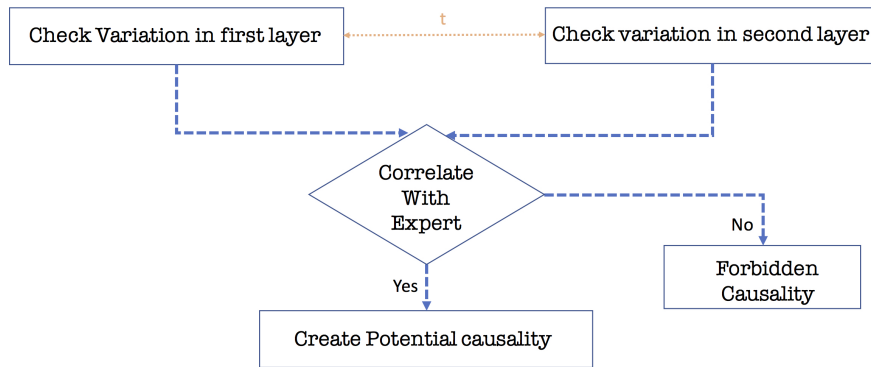 t
Check Variation in first layer
Check variation in second layer
Correlate
With
Expert
No
Forbidden
Causality
Yes
Create Potential causality